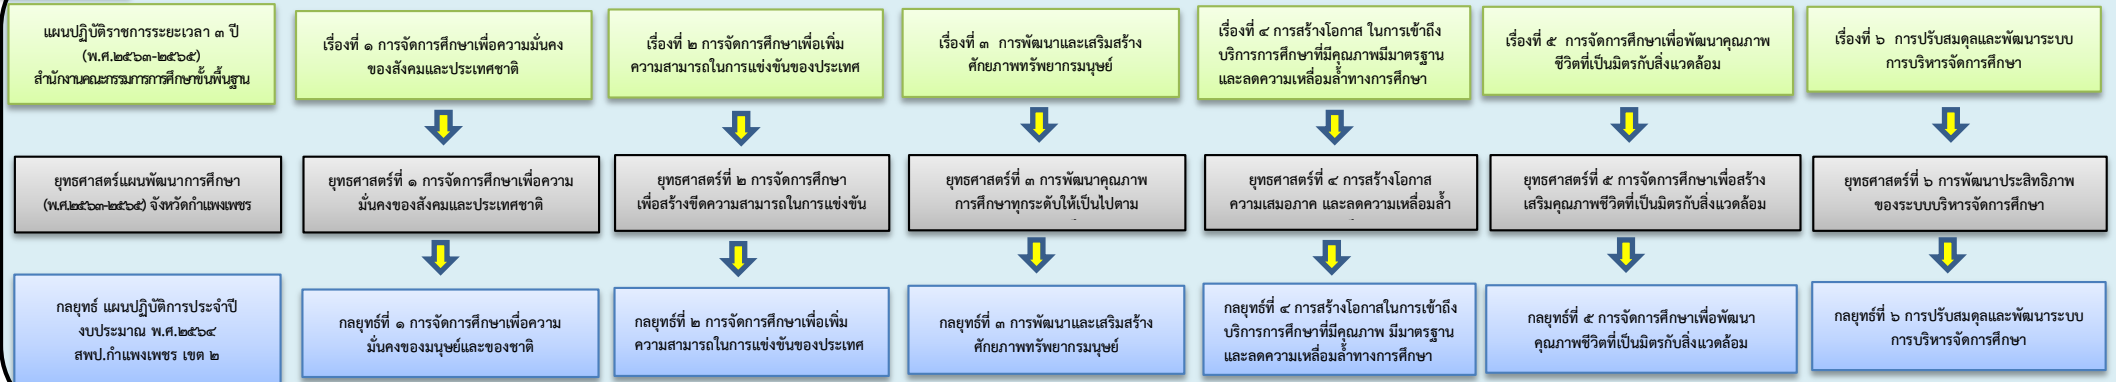 แผนปฏิบัติราชการระยะเวลา ๓ ปี
(พ.ศ.๒๕๖๓-๒๕๖๕)
สำนักงานคณะกรรมการการศึกษาขั้นพื้นฐาน
เรื่องที่ ๑ การจัดการศึกษาเพื่อความมั่นคง
ของสังคมและประเทศชาติ
เรื่องที่ ๒ การจัดการศึกษาเพื่อเพิ่ม
ความสามารถในการแข่งขันของประเทศ
เรื่องที่ ๓ การพัฒนาและเสริมสร้าง
ศักยภาพทรัพยากรมนุษย์
เรื่องที่ ๔ การสร้างโอกาส ในการเข้าถึง
บริการการศึกษาที่มีคุณภาพมีมาตรฐาน
และลดความเหลื่อมล้ำทางการศึกษา
เรื่องที่ ๕ การจัดการศึกษาเพื่อพัฒนาคุณภาพ
ชีวิตที่เป็นมิตรกับสิ่งแวดล้อม
เรื่องที่ ๖ การปรับสมดุลและพัฒนาระบบ
การบริหารจัดการศึกษา
ยุทธศาสตร์แผนพัฒนาการศึกษา
(พ.ศ.๒๕๖๓-๒๕๖๕) จังหวัดกำแพงเพชร
ยุทธศาสตร์ที่ ๑ การจัดการศึกษาเพื่อความ
มั่นคงของสังคมและประเทศชาติ
ยุทธศาสตร์ที่ ๒ การจัดการศึกษา
เพื่อสร้างขีดความสามารถในการแข่งขัน
ยุทธศาสตร์ที่ ๓ การพัฒนาคุณภาพ
การศึกษาทุกระดับให้เป็นไปตาม
ยุทธศาสตร์ที่ ๔ การสร้างโอกาส
ความเสมอภาค และลดความเหลื่อมล้ำ
ยุทธศาสตร์ที่ ๕ การจัดการศึกษาเพื่อสร้าง
เสริมคุณภาพชีวิตที่เป็นมิตรกับสิ่งแวดล้อม
ยุทธศาสตร์ที่ ๖ การพัฒนาประสิทธิภาพ
ของระบบบริหารจัดการศึกษา
กลยุทธ์ แผนปฏิบัติการประจำปี
งบประมาณ พ.ศ.๒๕๖๔
สพป.กำแพงเพชร เขต ๒
กลยุทธ์ที่ ๑ การจัดการศึกษาเพื่อความ
มั่นคงของมนุษย์และของชาติ
กลยุทธ์ที่ ๒ การจัดการศึกษาเพื่อเพิ่ม
ความสามารถในการแข่งขันของประเทศ
กลยุทธ์ที่ ๓ การพัฒนาและเสริมสร้าง
ศักยภาพทรัพยากรมนุษย์
กลยุทธ์ที่ ๔ การสร้างโอกาสในการเข้าถึง
บริการการศึกษาที่มีคุณภาพ มีมาตรฐาน
และลดความเหลื่อมล้ำทางการศึกษา
กลยุทธ์ที่ ๕ การจัดการศึกษาเพื่อพัฒนา
คุณภาพชีวิตที่เป็นมิตรกับสิ่งแวดล้อม
กลยุทธ์ที่ ๖ การปรับสมดุลและพัฒนาระบบ
การบริหารจัดการศึกษา